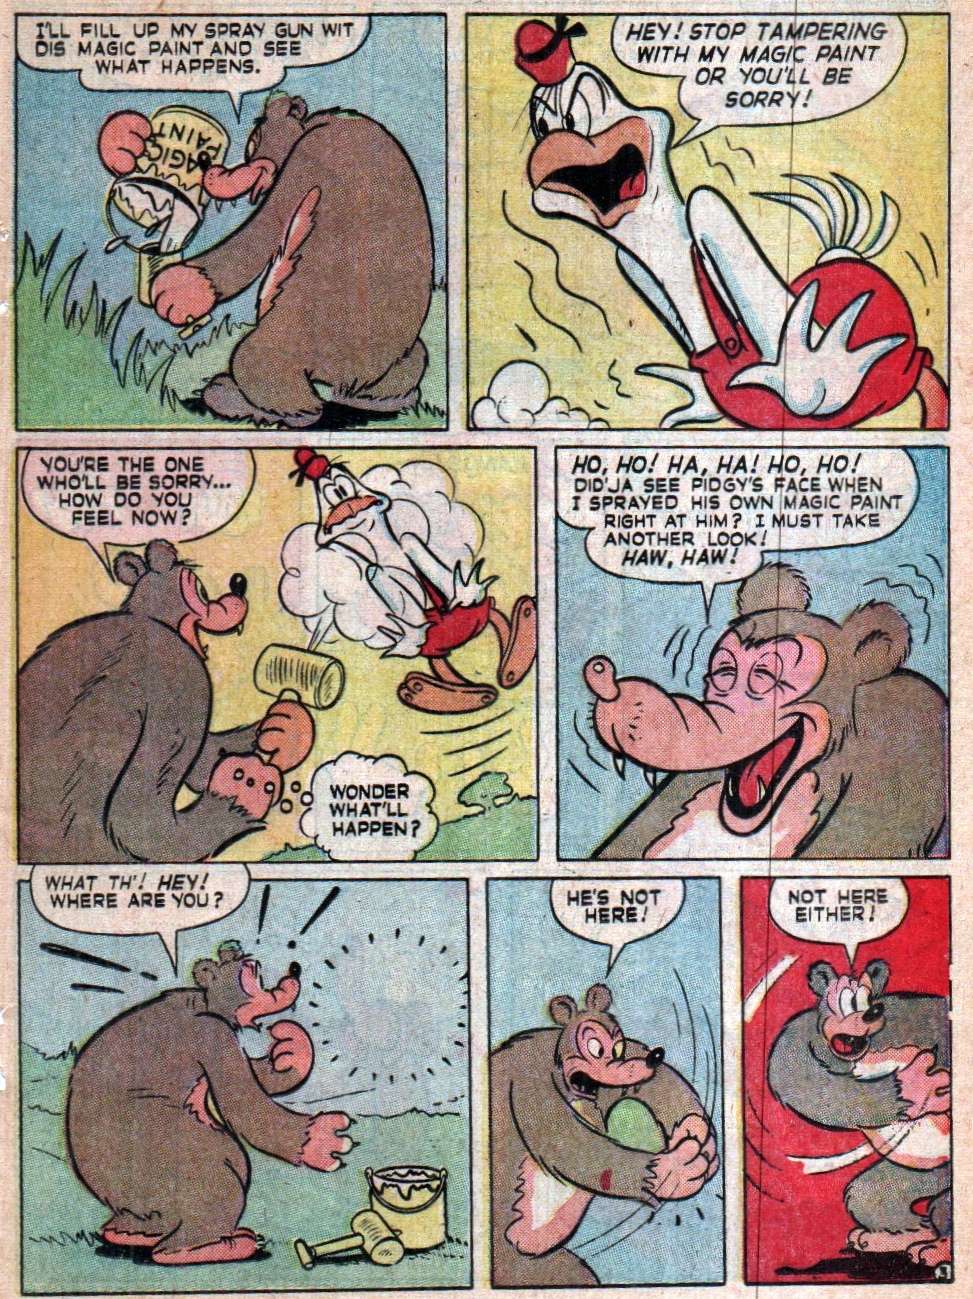 I'LL FILL UP MY SPRAY GUN WIT
DIS MAGIC PAINT AND SEE
WHAT HAPPENS.
MAGIC
PAINT
HEY! STOP TAMPERING
WITH MY MAGIC PAINT
OR YOU'LL BE
SORRY!
YOU'RE THE ONE
WHO'LL BE SORRY...
HOW DO YOU
FEEL NOW?
WONDER
WHAT'LL
HAPPEN?
HO, HO! HA, HA! HO, HO!
DID'JA SEE PIDGY'S FACE WHEN
I SPRAYED HIS OWN MAGIC PAINT
RIGHT AT HIM? I MUST TAKE
ANOTHER LOOK!
HAW, HAW!
WHAT TH'! HEY!
WHERE ARE YOU?
HE'S NOT
HERE!
NOT HERE
EITHER!
3